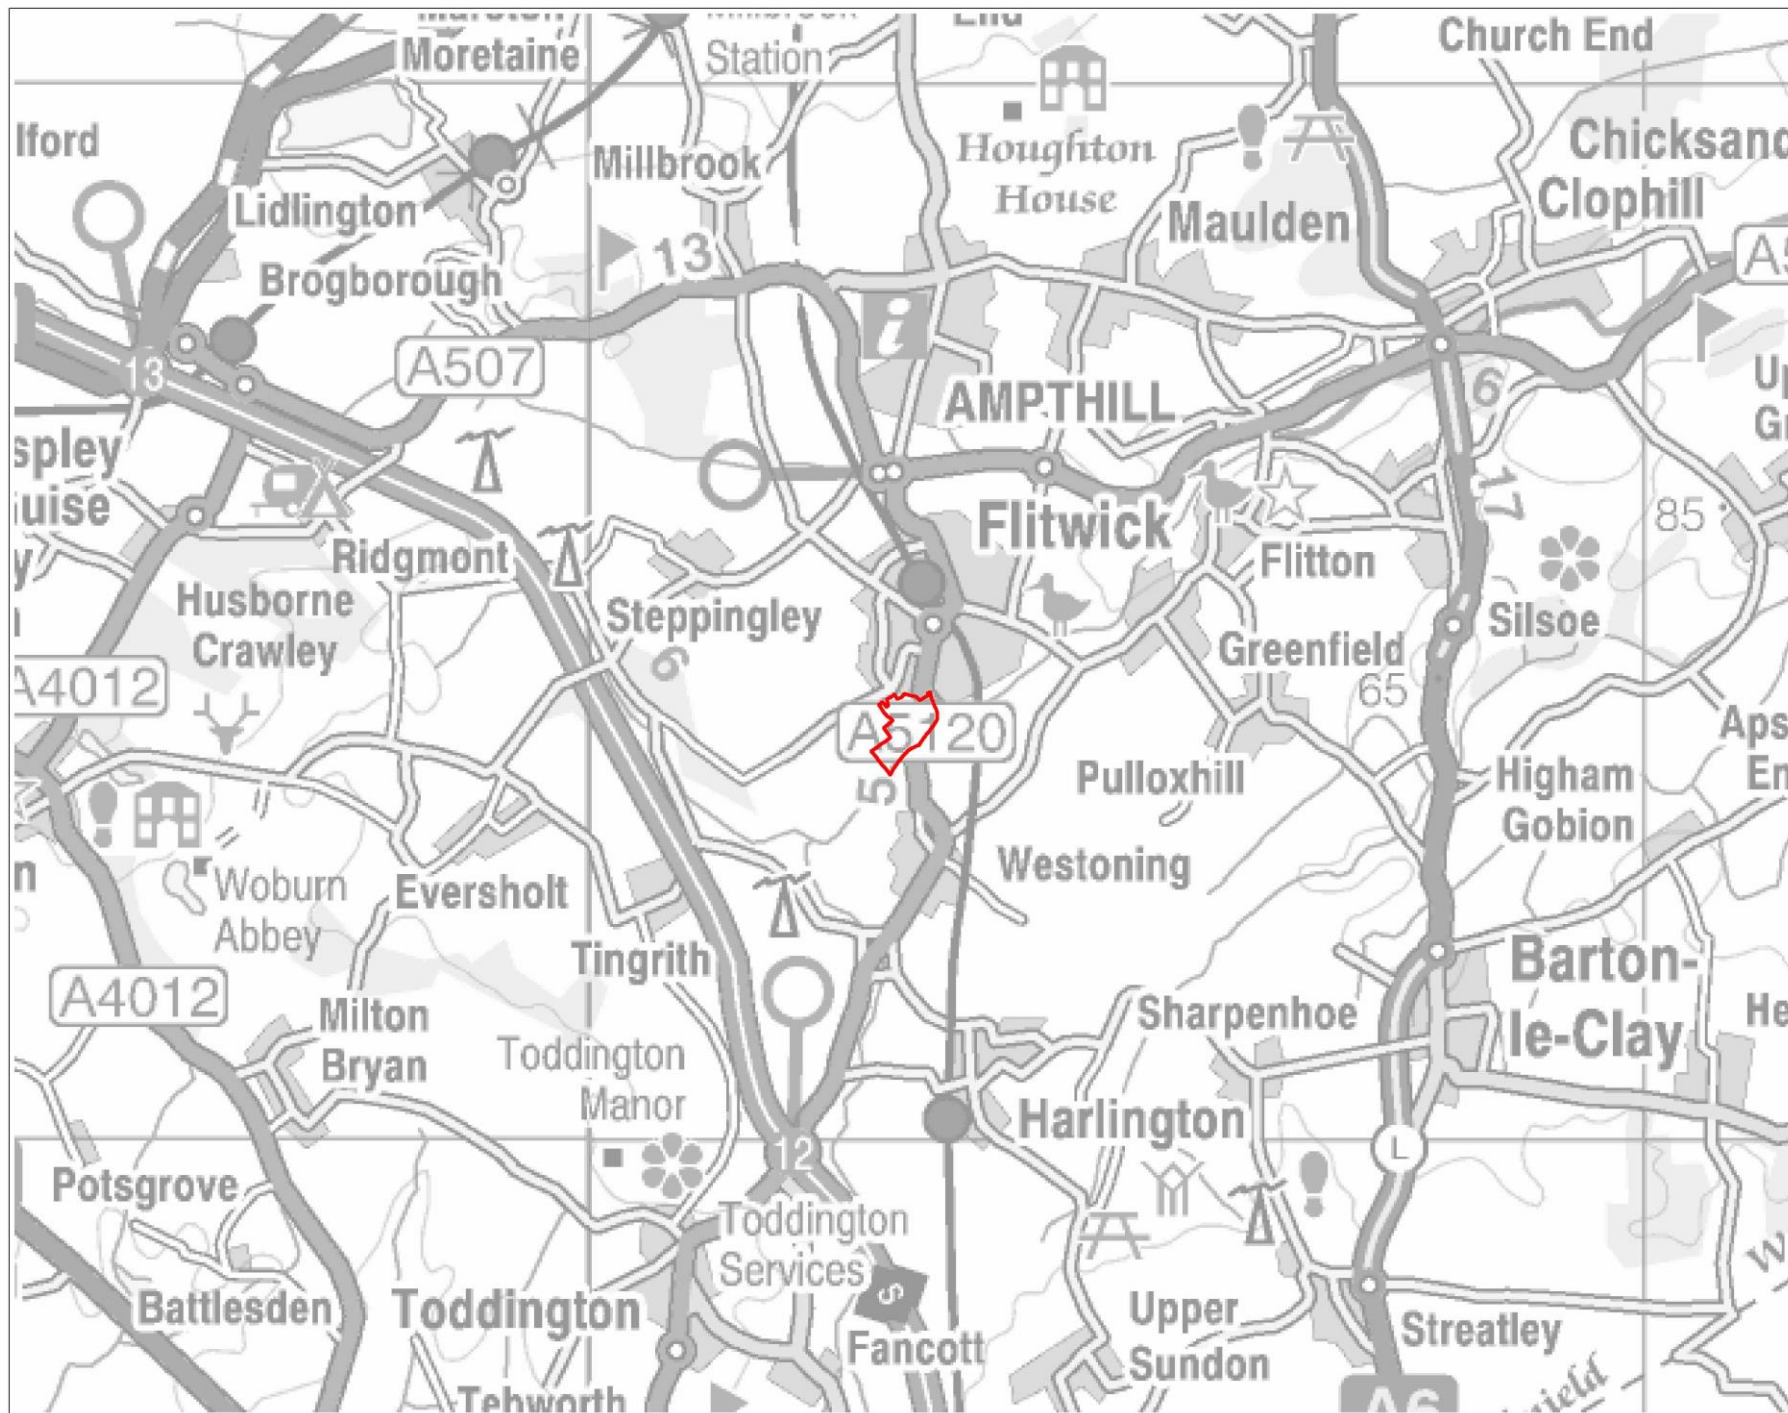 Moretaine
Station
Church End
Houghton
House
Millbrook
lford
Lidlington
Maulden
Clophill
13
Brogborough
i
13
A507
AMPTHILL
6
spley
uise
17
85
Flitwick
Ridgmont
Flitton
Husborne
Crawley
Steppingley
Silsoe
Greenfield
65
A4012
A5120
5
Pulloxhill
Higham
Gobion
Westoning
Woburn
Abbey
Eversholt
Tingrith
Barton-
le-Clay
A4012
Milton
Bryan
Sharpenhoe
Toddington
Manor
Harlington
12
L
Potsgrove
Toddington
Services
S
Battlesden
Toddington
Fancott
Upper
Sundon
Streatley